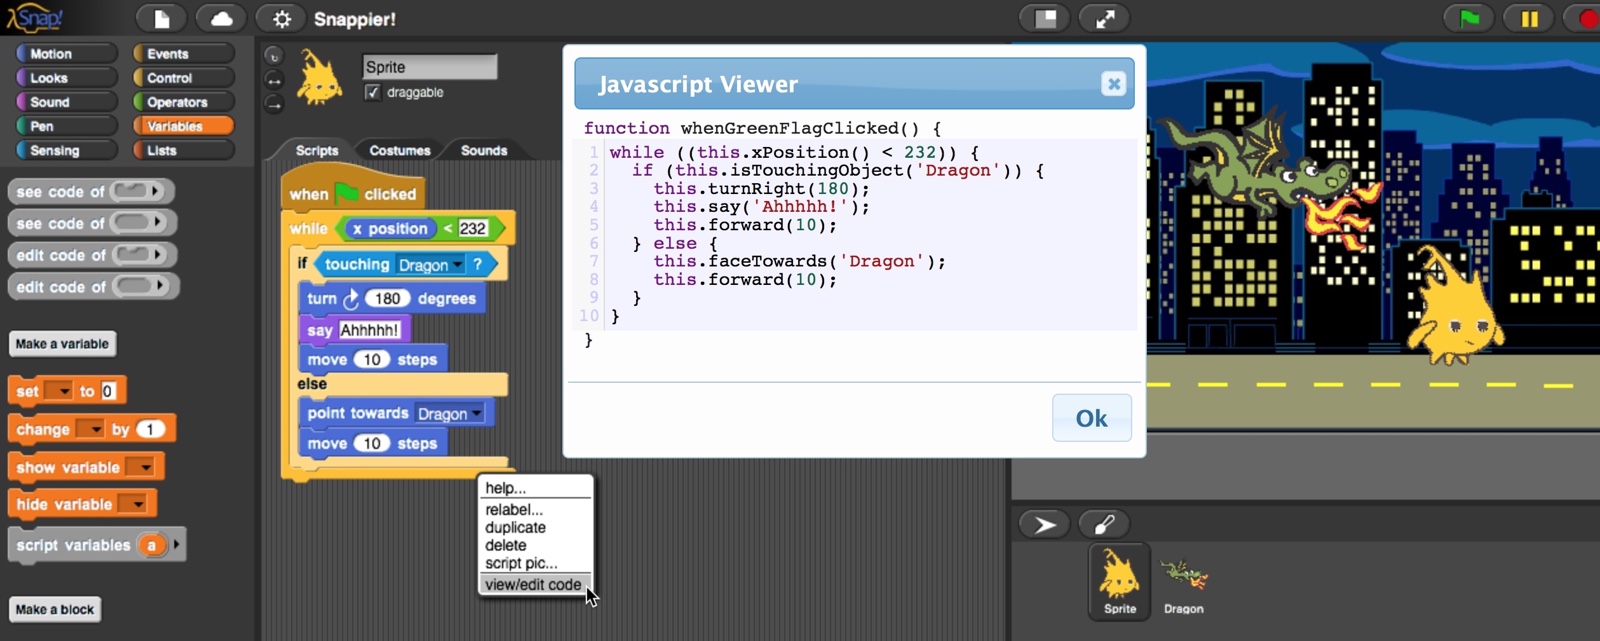 Snap!
Snappier!
Motion
Events
Looks
Control
Sound
Operators
Pen
Variables
Sensing
Lists
see code of
see code of
edit code of
edit code of
Make a variable
set to 0
change by 1
show variable
hide variable
script variables a
Make a block
Sprite
draggable
Scripts Costumes Sounds
when clicked
while x position < 232
if touching Dragon ?
turn 180 degrees
say Ahhhhh!
move 10 steps
else
point towards Dragon
move 10 steps
help...
relabel...
duplicate
delete
script pic...
view/edit code
Javascript Viewer
function whenGreenFlagClicked() {
1 while ((this.xPosition() < 232)) {
2 if (this.isTouchingObject('Dragon')) {
3 this.turnRight(180);
4 this.say('Ahhhhh!');
5 this.forward(10);
6 } else {
7 this.faceTowards('Dragon');
8 this.forward(10);
9 }
10 }
}
Ok
Sprite
Dragon